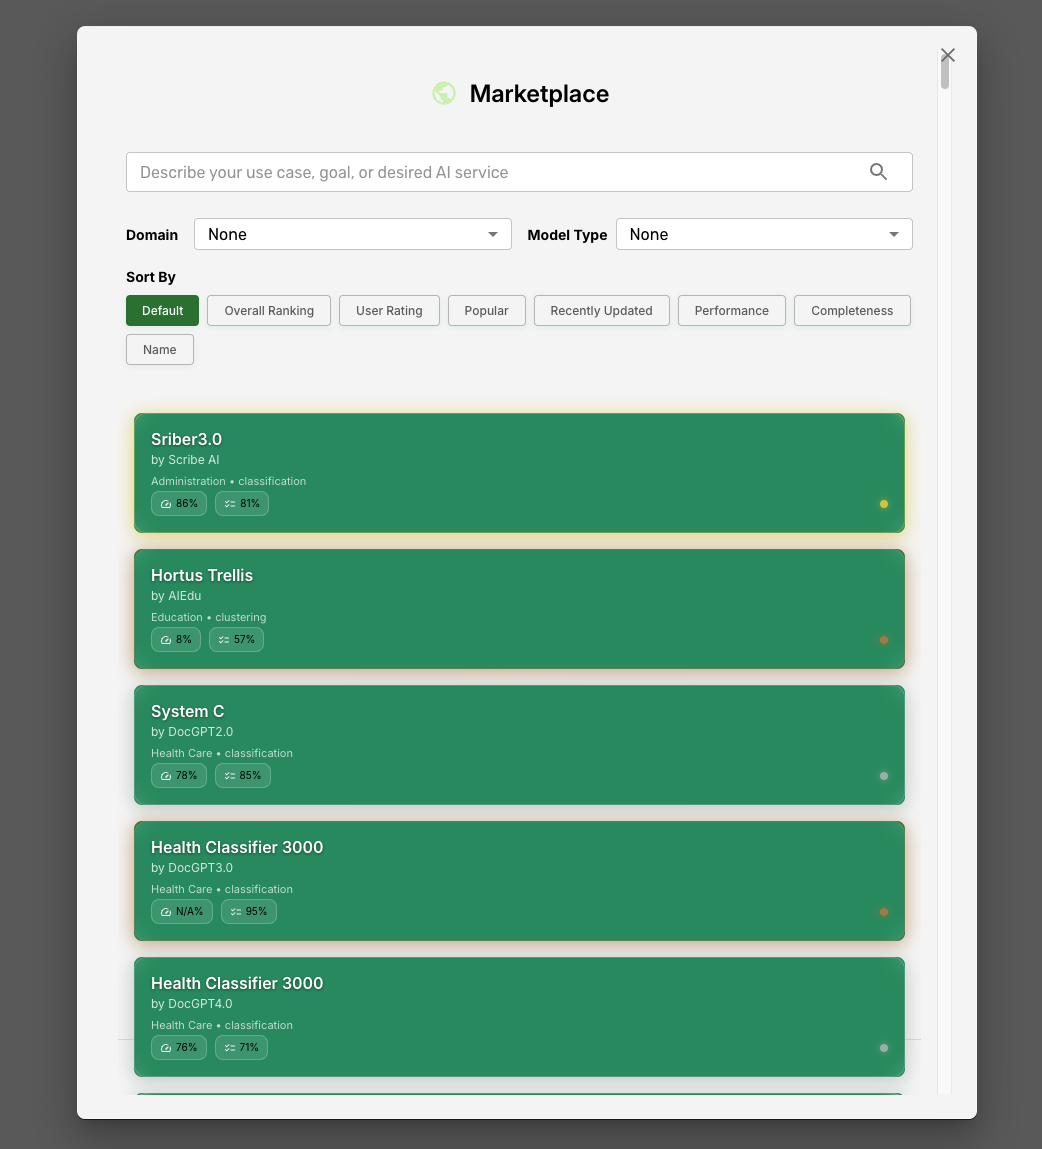 Marketplace
Describe your use case, goal, or desired AI service
Domain None Model Type None
Sort By
Default Overall Ranking User Rating Popular Recently Updated Performance Completeness
Name
Sriber3.0
by Scribe AI
Administration • classification
86% 81%
Hortus Trellis
by AIEdu
Education • clustering
8% 57%
System C
by DocGPT2.0
Health Care • classification
78% 85%
Health Classifier 3000
by DocGPT3.0
Health Care • classification
N/A% 95%
Health Classifier 3000
by DocGPT4.0
Health Care • classification
76% 71%